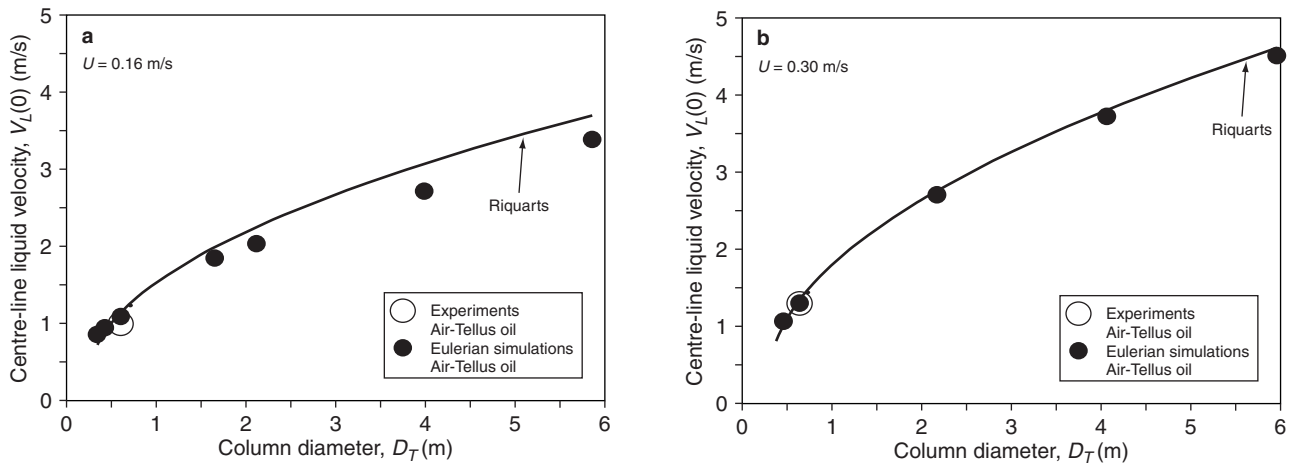 a
U = 0.16 m/s
5
4
3
2
1
0
Centre-line liquid velocity, V_L(0) (m/s)
Riquarts
Experiments
Air-Tellus oil
Eulerian simulations
Air-Tellus oil
0 1 2 3 4 5 6
Column diameter, D_T (m)
b
U = 0.30 m/s
5
4
3
2
1
0
Centre-line liquid velocity, V_L(0) (m/s)
Riquarts
Experiments
Air-Tellus oil
Eulerian simulations
Air-Tellus oil
0 1 2 3 4 5 6
Column diameter, D_T (m)